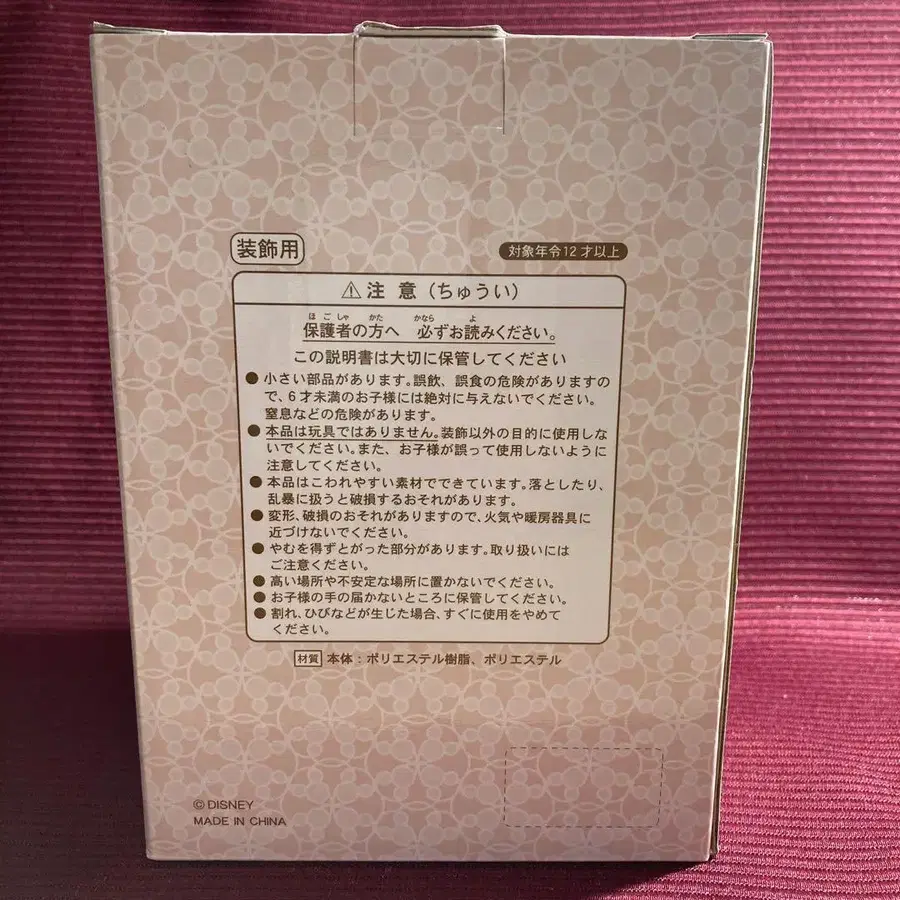 装飾用
対象年令12才以上
⚠注 意（ちゅうい）
ほごしゃ かた かなら よ
保護者の方へ 必ずお読みください。
この説明書は大切に保管してください
●小さい部品があります。誤飲、誤食の危険がありますの
で、6才未満のお子様には絶対に与えないでください。
窒息などの危険があります。
●本品は玩具ではありません。装飾以外の目的に使用しな
いでください。また、お子様が誤って使用しないように
注意してください。
●本品はこわれやすい素材でできています。落としたり、
乱暴に扱うと破損するおそれがあります。
●変形、破損のおそれがありますので、火気や暖房器具に
近づけないでください。
●やむを得ずとがった部分があります。取り扱いには
ご注意ください。
●高い場所や不安定な場所に置かないでください。
●お子様の手の届かないところに保管してください。
●割れ、ひびなどが生じた場合、すぐに使用をやめて
ください。
材質 本体：ポリエステル樹脂、ポリエステル
© DISNEY
MADE IN CHINA